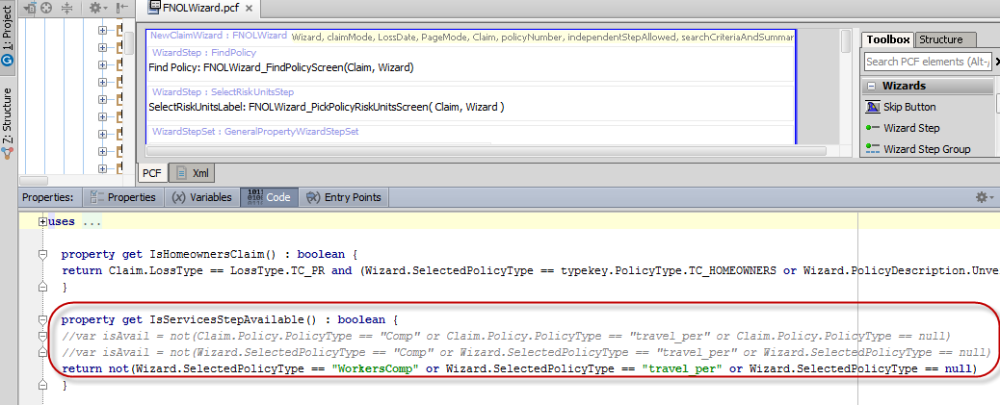 1: Project
Z: Structure
FNOLWizard.pcf
NewClaimWizard : FNOLWizard Wizard, claimMode, LossDate, PageMode, Claim, policyNumber, independentStepAllowed, searchCriteriaAndSummar
WizardStep : FindPolicy
Find Policy: FNOLWizard_FindPolicyScreen(Claim, Wizard)
WizardStep : SelectRiskUnitsStep
SelectRiskUnitsLabel: FNOLWizard_PickPolicyRiskUnitsScreen( Claim, Wizard )
WizardStepSet : GeneralPropertyWizardStepSet
Toolbox Structure
Search PCF elements (Alt-/
Wizards
Skip Button
Wizard Step
Wizard Step Group
PCF Xml
Properties: Properties (x) Variables Code Entry Points
uses ...
property get IsHomeownersClaim() : boolean {
return Claim.LossType == LossType.TC_PR and (Wizard.SelectedPolicyType == typekey.PolicyType.TC_HOMEOWNERS or Wizard.PolicyDescription.Unve
}
property get IsServicesStepAvailable() : boolean {
//var isAvail = not(Claim.Policy.PolicyType == "Comp" or Claim.Policy.PolicyType == "travel_per" or Claim.Policy.PolicyType == null)
//var isAvail = not(Wizard.SelectedPolicyType == "Comp" or Wizard.SelectedPolicyType == "travel_per" or Wizard.SelectedPolicyType == null)
return not(Wizard.SelectedPolicyType == "WorkersComp" or Wizard.SelectedPolicyType == "travel_per" or Wizard.SelectedPolicyType == null)
}